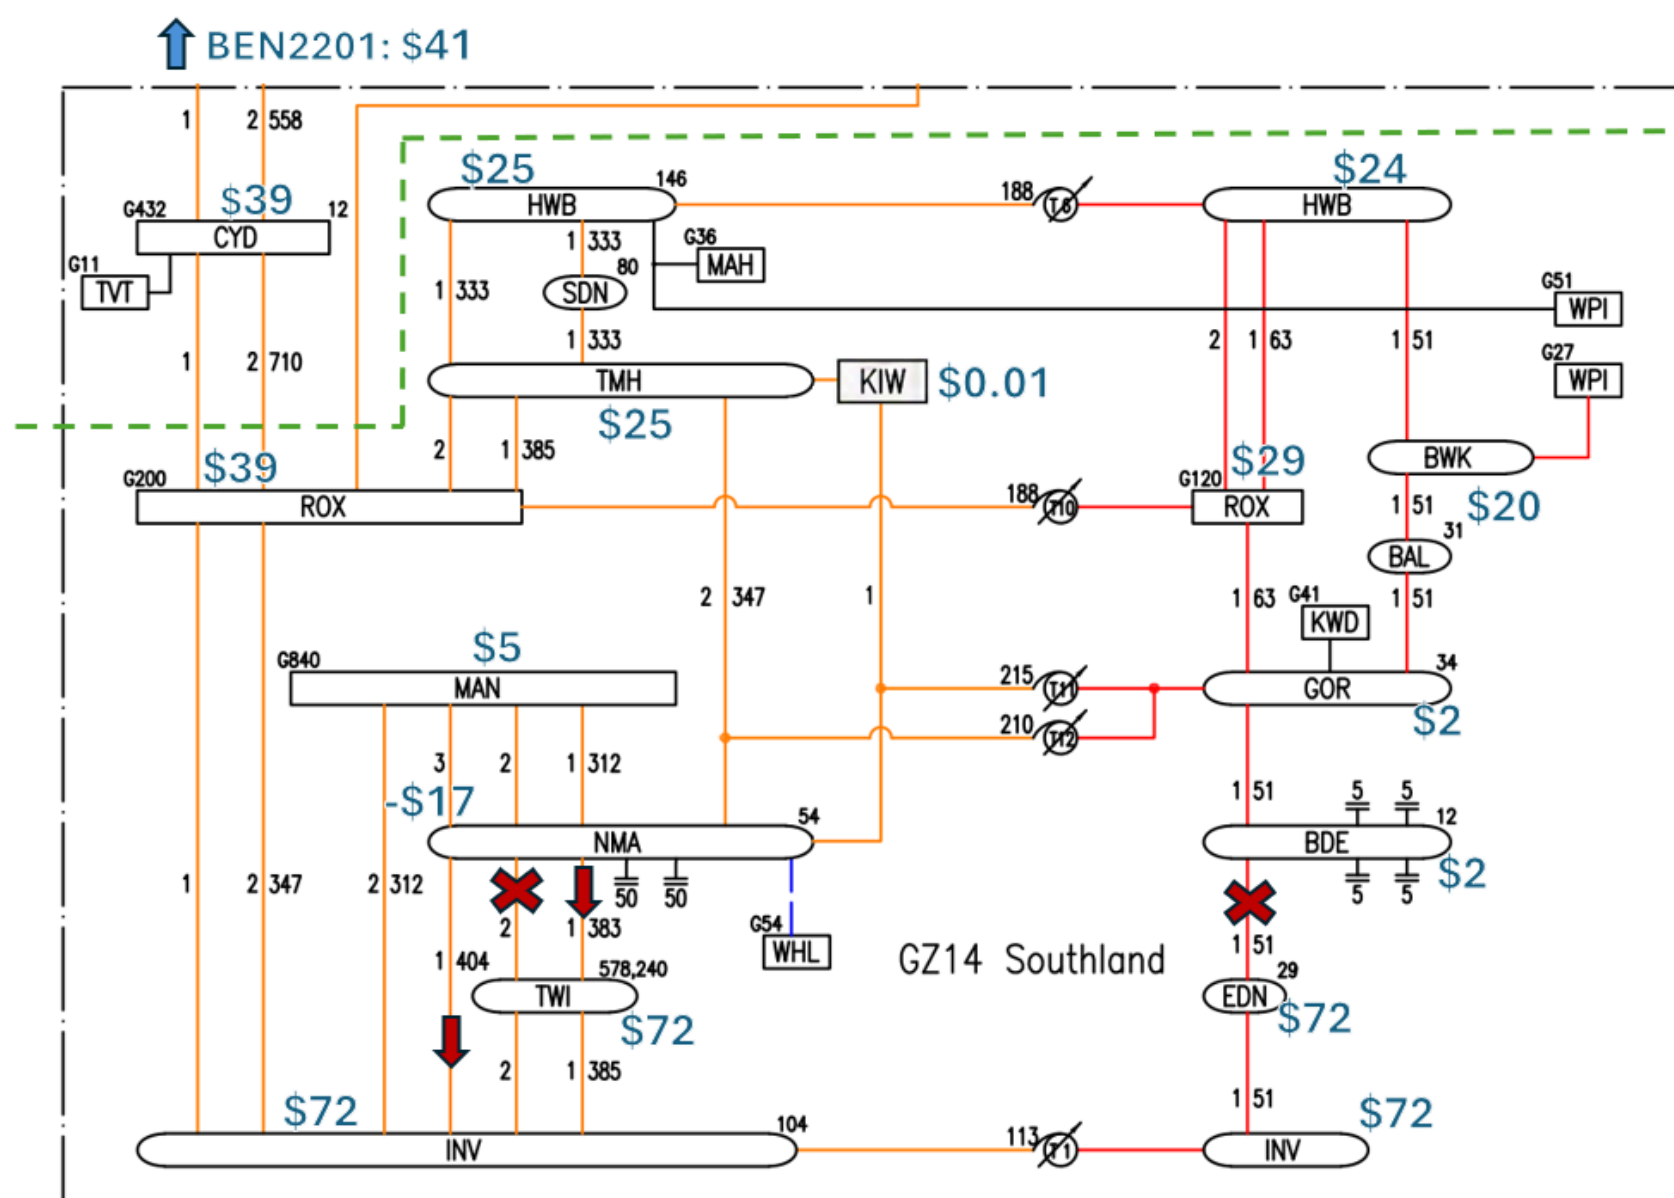 BEN2201: $41
1
2 558
$25
146
$24
G432
$39
12
HWB
188
T6
HWB
CYD
G11
TVT
1 333
80
G36
MAH
SDN
G51
WPI
1 333
1
2 710
1 333
2
1 63
1 51
G27
WPI
TMH
KIW
$0.01
$25
2
1 385
BWK
G200
$39
G120
$29
ROX
188
T10
ROX
1 51
$20
31
BAL
2 347
1
1 63
G41
KWD
1 51
G840
$5
MAN
215
T11
34
GOR
210
T12
$2
3
2
1 312
1 51
5
5
-$17
54
NMA
12
BDE
$2
1
2 347
2 312
50
50
5
5
2
1 383
G54
WHL
1 51
1 404
578,240
GZ14 Southland
29
TWI
EDN
$72
$72
2
1 385
1 51
$72
104
113
$72
INV
T1
INV